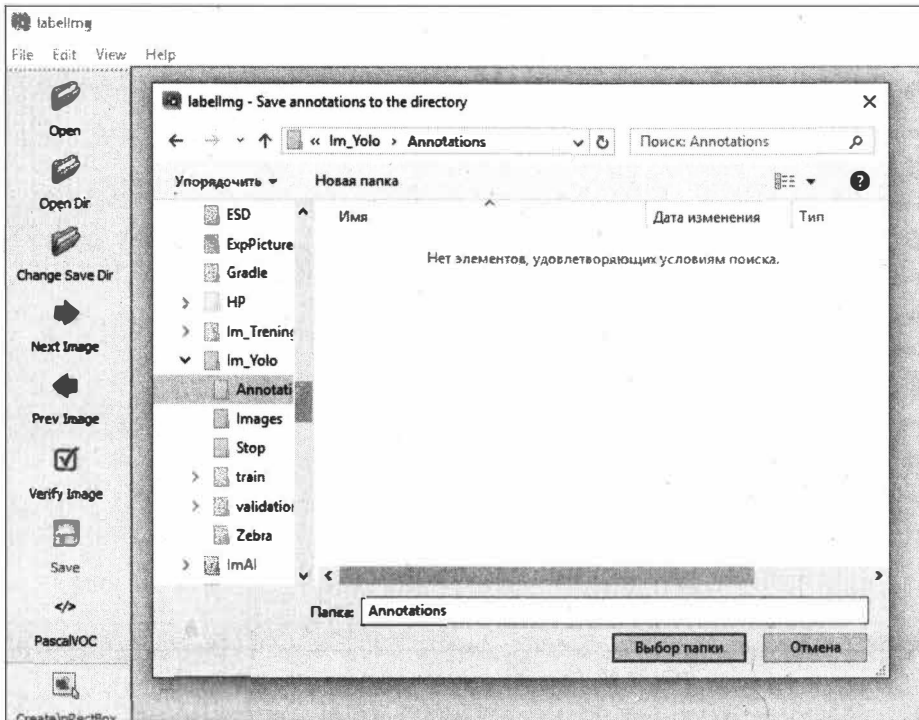 labelImg
File Edit View Help
Open
Open Dir
Change Save Dir
Next Image
Prev Image
Verify Image
Save
</>
PascalVOC
CreateInRectBox
labelImg - Save annotations to the directory
« Im_Yolo › Annotations
Поиск: Annotations
Упорядочить Новая папка
ESD
ExpPicture
Gradle
HP
Im_Trening
Im_Yolo
Annotati
Images
Stop
train
validation
Zebra
ImAI
Имя Дата изменения Тип
Нет элементов, удовлетворяющих условиям поиска.
Папка: Annotations
Выбор папки Отмена